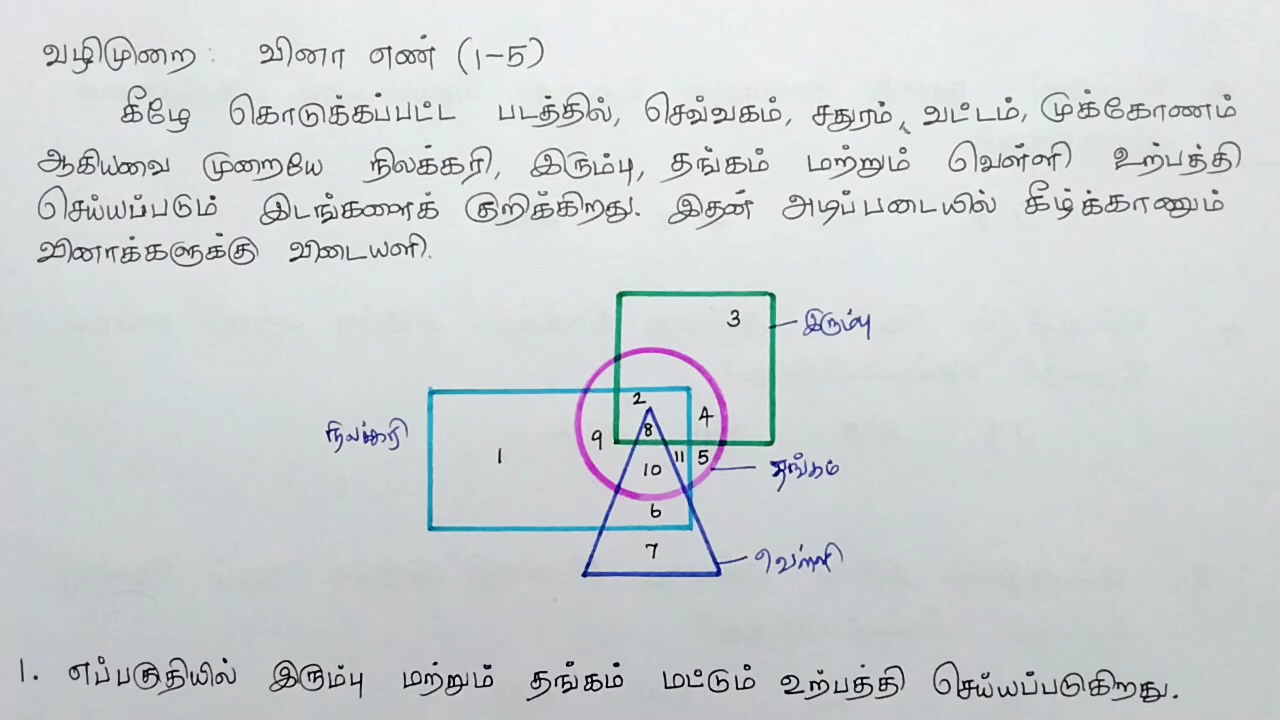 வழிமுறை: வினா எண் (1-5)
கீழே கொடுக்கப்பட்ட படத்தில், செவ்வகம், சதுரம், வட்டம், முக்கோணம்
ஆகியவை முறையே நிலக்கரி, இரும்பு, தங்கம் மற்றும் வெள்ளி உற்பத்தி
செய்யப்படும் இடங்களைக் குறிக்கிறது. இதன் அடிப்படையில் கீழ்க்காணும்
வினாக்களுக்கு விடையளி.
3
இரும்பு
நிலக்கரி
2
4
8
9
1
11
5
தங்கம்
10
6
7
வெள்ளி
1. எப்பகுதியில் இரும்பு மற்றும் தங்கம் மட்டும் உற்பத்தி செய்யப்படுகிறது.